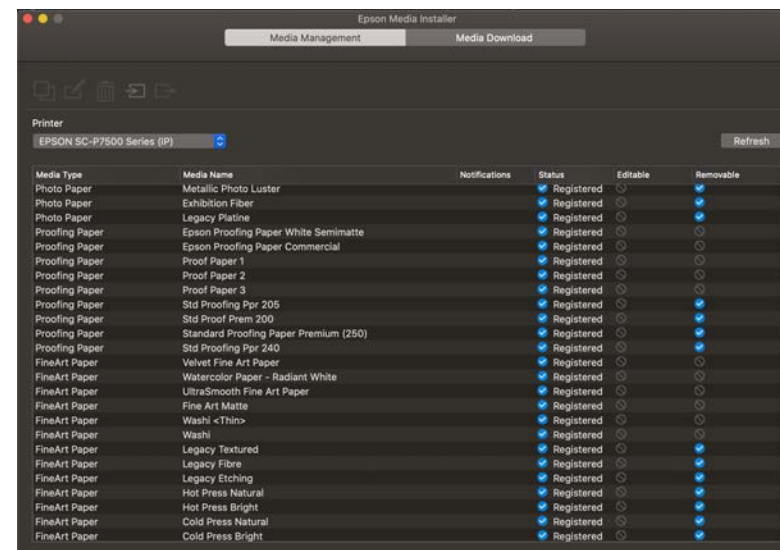 Epson Media Installer
Media Management Media Download
Printer
EPSON SC-P7500 Series (IP) Refresh
Media Type Media Name Notifications Status Editable Removable
Photo Paper Metallic Photo Luster Registered
Photo Paper Exhibition Fiber Registered
Photo Paper Legacy Platine Registered
Proofing Paper Epson Proofing Paper White Semimatte Registered
Proofing Paper Epson Proofing Paper Commercial Registered
Proofing Paper Proof Paper 1 Registered
Proofing Paper Proof Paper 2 Registered
Proofing Paper Proof Paper 3 Registered
Proofing Paper Std Proofing Ppr 205 Registered
Proofing Paper Std Proof Prem 200 Registered
Proofing Paper Standard Proofing Paper Premium (250) Registered
Proofing Paper Std Proofing Ppr 240 Registered
FineArt Paper Velvet Fine Art Paper Registered
FineArt Paper Watercolor Paper - Radiant White Registered
FineArt Paper UltraSmooth Fine Art Paper Registered
FineArt Paper Fine Art Matte Registered
FineArt Paper Washi <Thin> Registered
FineArt Paper Washi Registered
FineArt Paper Legacy Textured Registered
FineArt Paper Legacy Fibre Registered
FineArt Paper Legacy Etching Registered
FineArt Paper Hot Press Natural Registered
FineArt Paper Hot Press Bright Registered
FineArt Paper Cold Press Natural Registered
FineArt Paper Cold Press Bright Registered